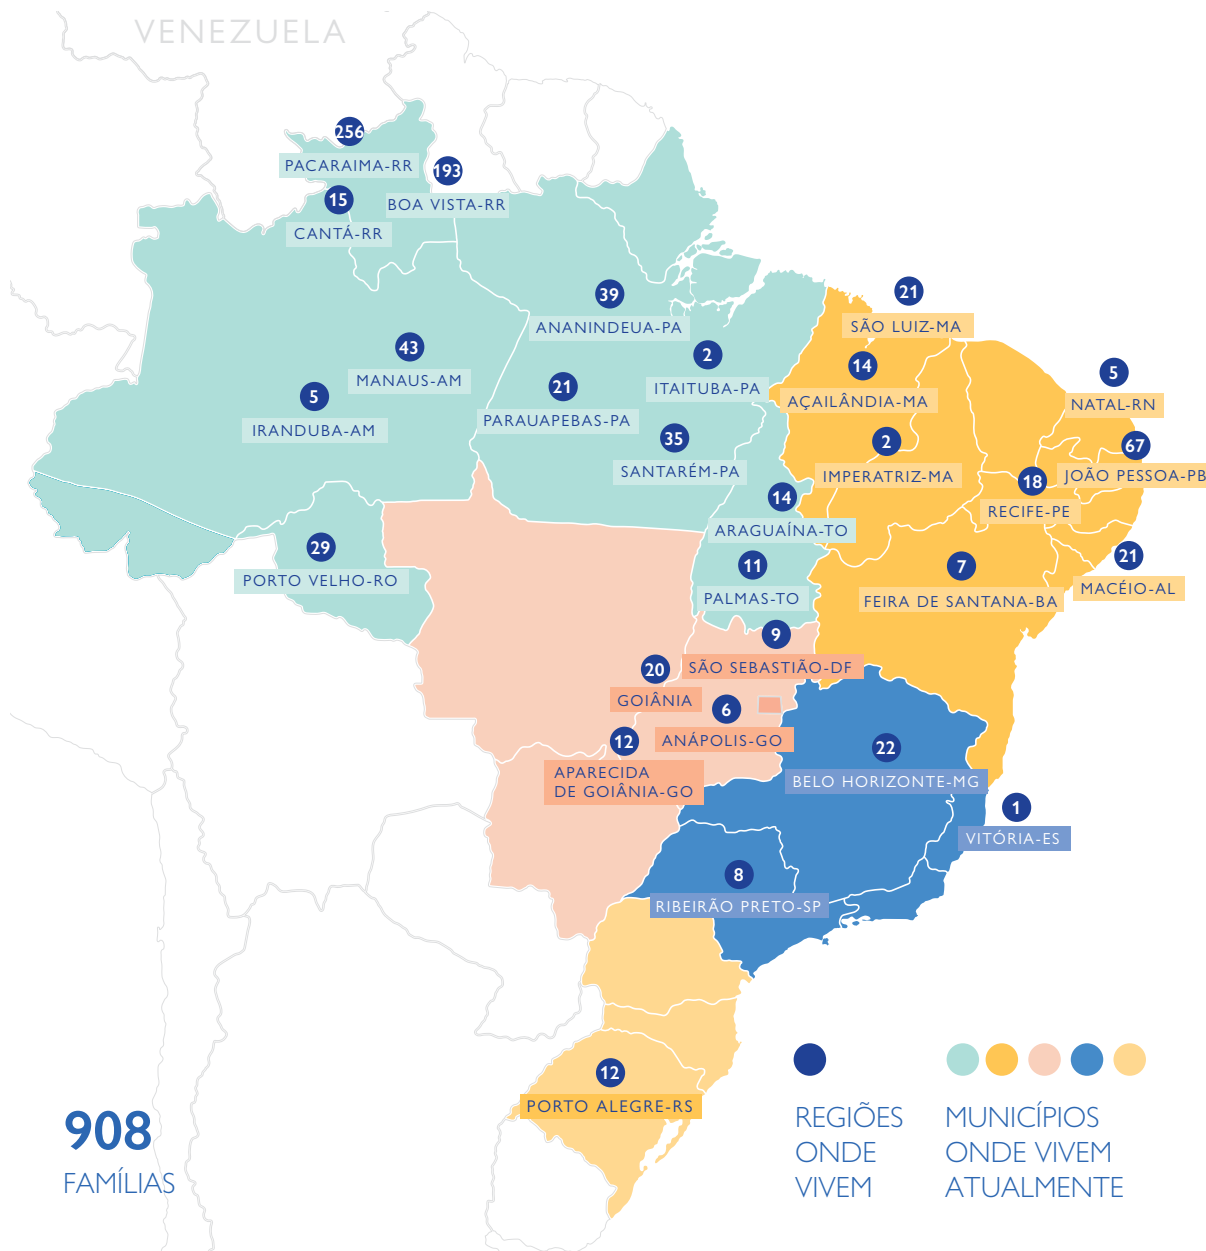 VENEZUELA
256
PACARAIMA-RR
193
BOA VISTA-RR
15
CANTÁ-RR
39
ANANINDEUA-PA
21
SÃO LUIZ-MA
43
MANAUS-AM
2
ITAITUBA-PA
14
AÇAILÂNDIA-MA
5
NATAL-RN
5
IRANDUBA-AM
21
PARAUAPEBAS-PA
35
SANTARÉM-PA
2
IMPERATRIZ-MA
67
JOÃO PESSOA-PB
18
RECIFE-PE
14
ARAGUAÍNA-TO
29
PORTO VELHO-RO
11
PALMAS-TO
7
FEIRA DE SANTANA-BA
21
MACÉIO-AL
9
SÃO SEBASTIÃO-DF
20
GOIÂNIA
6
ANÁPOLIS-GO
12
APARECIDA
DE GOIÂNIA-GO
22
BELO HORIZONTE-MG
1
VITÓRIA-ES
8
RIBEIRÃO PRETO-SP
12
PORTO ALEGRE-RS
908
FAMÍLIAS
REGIÕES
ONDE
VIVEM
MUNICÍPIOS
ONDE VIVEM
ATUALMENTE